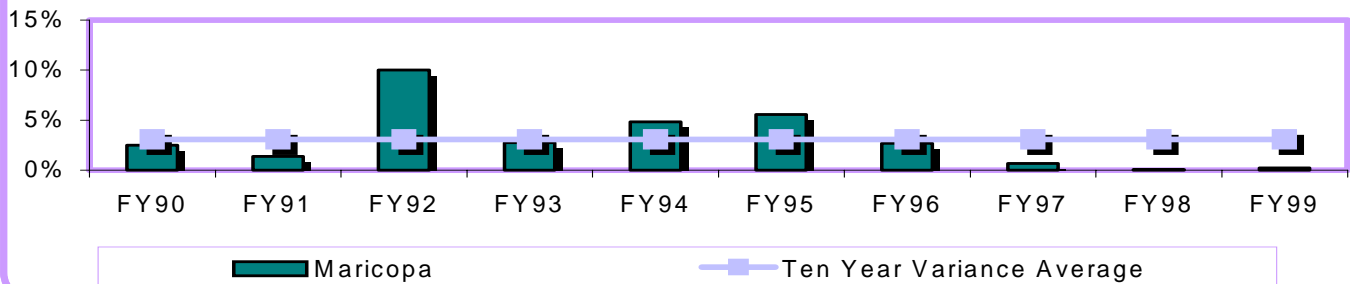 15%
10%
5%
0%
FY90 FY91 FY92 FY93 FY94 FY95 FY96 FY97 FY98 FY99
Maricopa Ten Year Variance Average